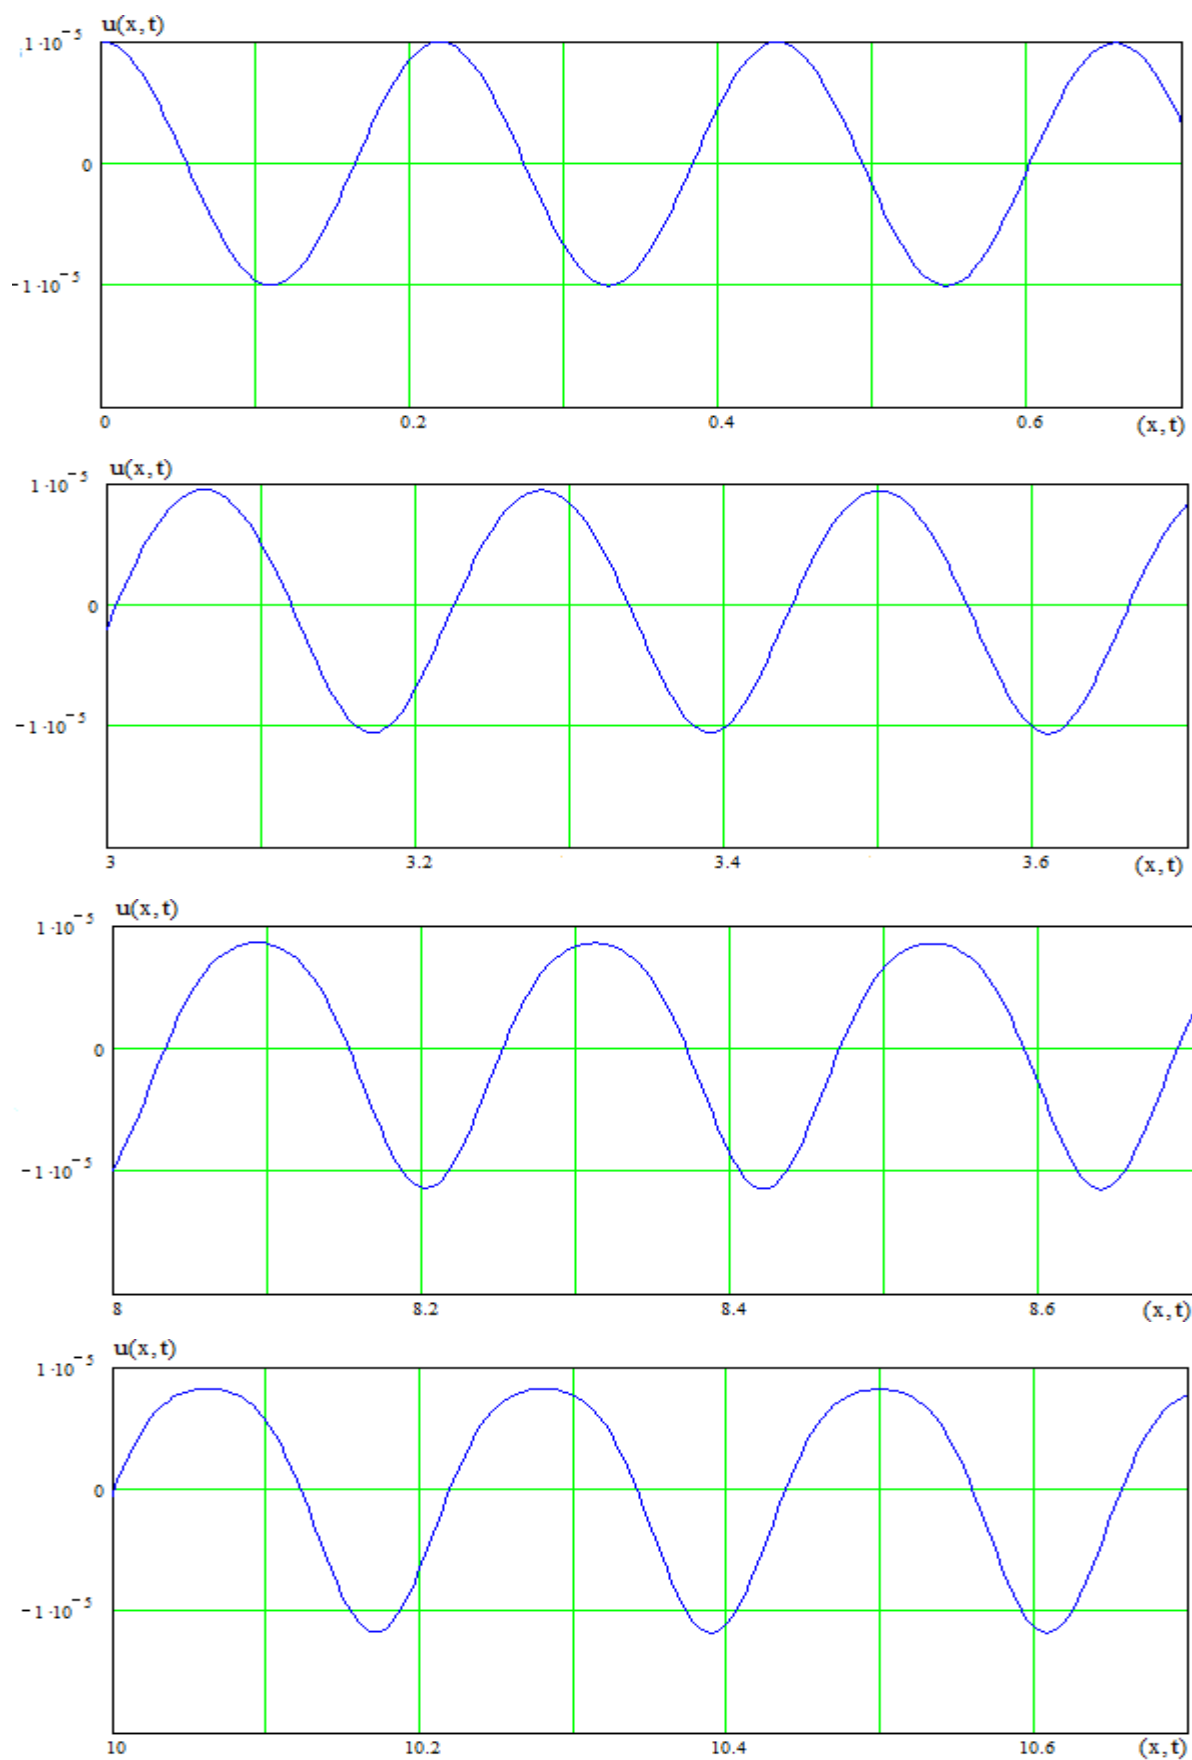 u(x,t)
1·10⁻⁵
0
-1·10⁻⁵
0 0.2 0.4 0.6 (x,t)
u(x,t)
1·10⁻⁵
0
-1·10⁻⁵
3 3.2 3.4 3.6 (x,t)
u(x,t)
1·10⁻⁵
0
-1·10⁻⁵
8 8.2 8.4 8.6 (x,t)
u(x,t)
1·10⁻⁵
0
-1·10⁻⁵
10 10.2 10.4 10.6 (x,t)